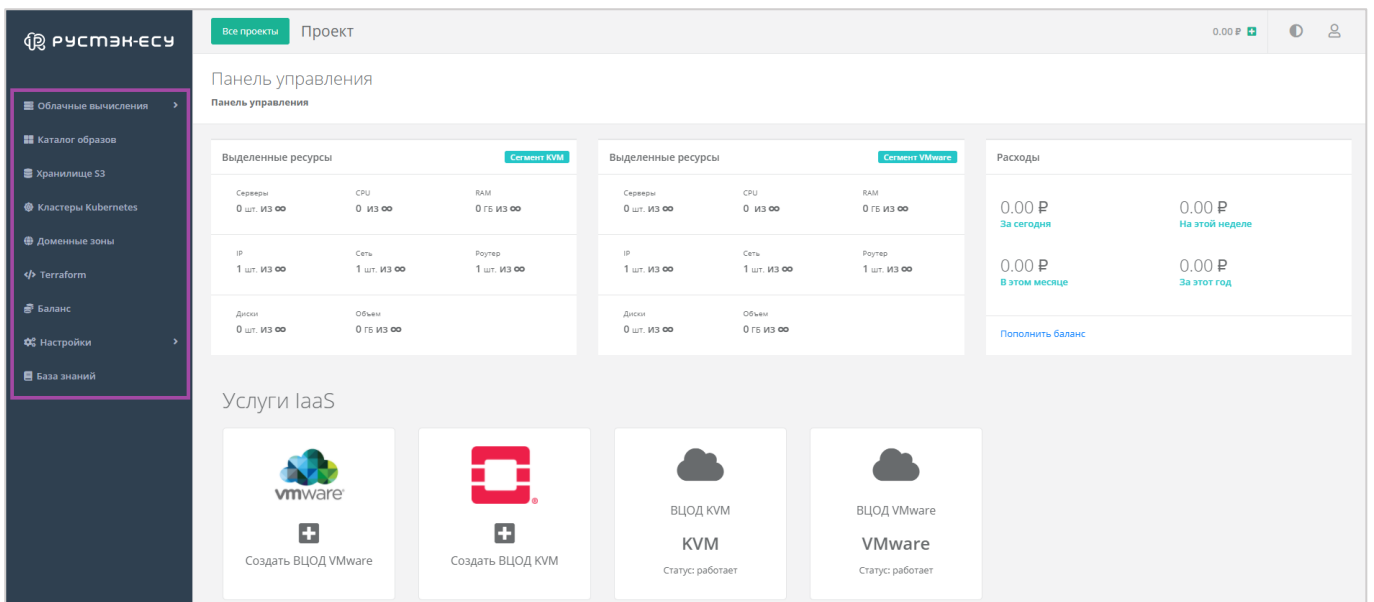 РУСТЭК-ЕСУ
Все проекты Проект 0.00 ₽
Панель управления
Панель управления
Облачные вычисления
Каталог образов
Хранилище S3
Кластеры Kubernetes
Доменные зоны
Terraform
Баланс
Настройки
База знаний
Выделенные ресурсы Сегмент KVM
Серверы CPU RAM
0 шт. из ∞ 0 из ∞ 0 ГБ из ∞
IP Сеть Роутер
1 шт. из ∞ 1 шт. из ∞ 1 шт. из ∞
Диски Объем
0 шт. из ∞ 0 ГБ из ∞
Выделенные ресурсы Сегмент VMware
Серверы CPU RAM
0 шт. из ∞ 0 из ∞ 0 ГБ из ∞
IP Сеть Роутер
1 шт. из ∞ 1 шт. из ∞ 1 шт. из ∞
Диски Объем
0 шт. из ∞ 0 ГБ из ∞
Расходы
0.00 ₽ 0.00 ₽
За сегодня На этой неделе
0.00 ₽ 0.00 ₽
В этом месяце За этот год
Пополнить баланс
Услуги IaaS
vmware
Создать ВЦОД VMware
Создать ВЦОД KVM
ВЦОД KVM
KVM
Статус: работает
ВЦОД VMware
VMware
Статус: работает